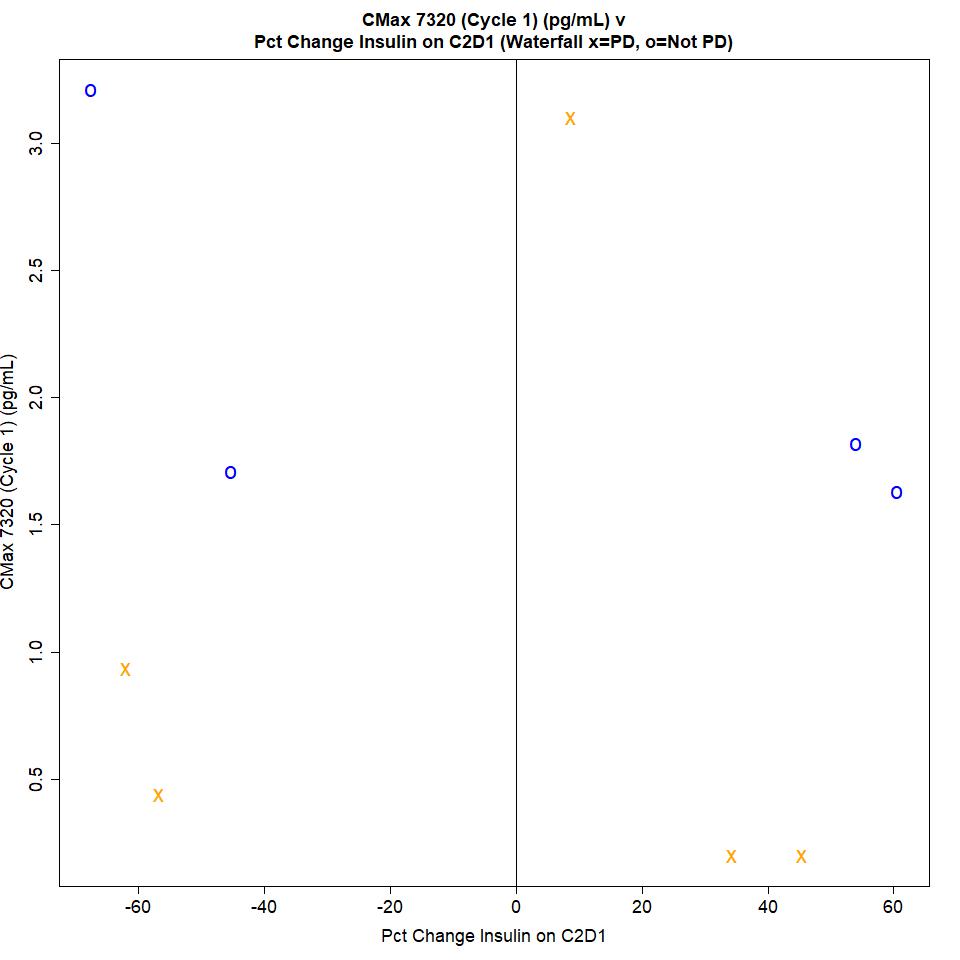 CMax 7320 (Cycle 1) (pg/mL) v
Pct Change Insulin on C2D1 (Waterfall x=PD, o=Not PD)
CMax 7320 (Cycle 1) (pg/mL)
3.0
2.5
2.0
1.5
1.0
0.5
O
X
O
O
O
X
X
X
X
-60
-40
-20
0
20
40
60
Pct Change Insulin on C2D1